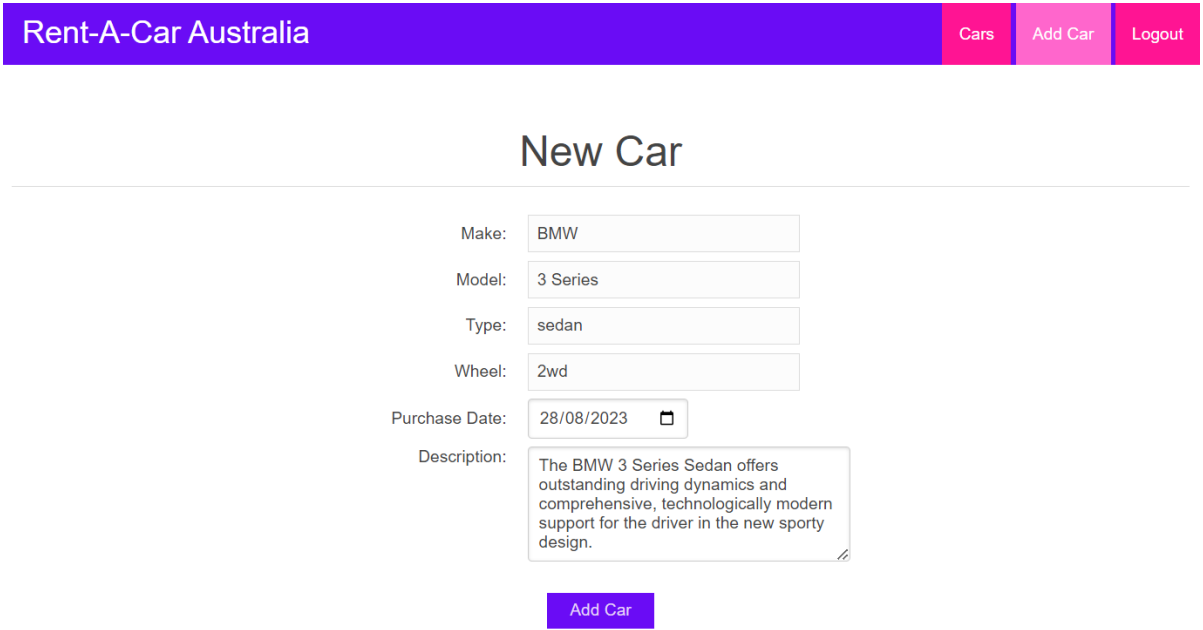 Rent-A-Car Australia
Cars
Add Car
Logout
New Car
Make: BMW
Model: 3 Series
Type: sedan
Wheel: 2wd
Purchase Date: 28/08/2023
Description: The BMW 3 Series Sedan offers
outstanding driving dynamics and
comprehensive, technologically modern
support for the driver in the new sporty
design.
Add Car